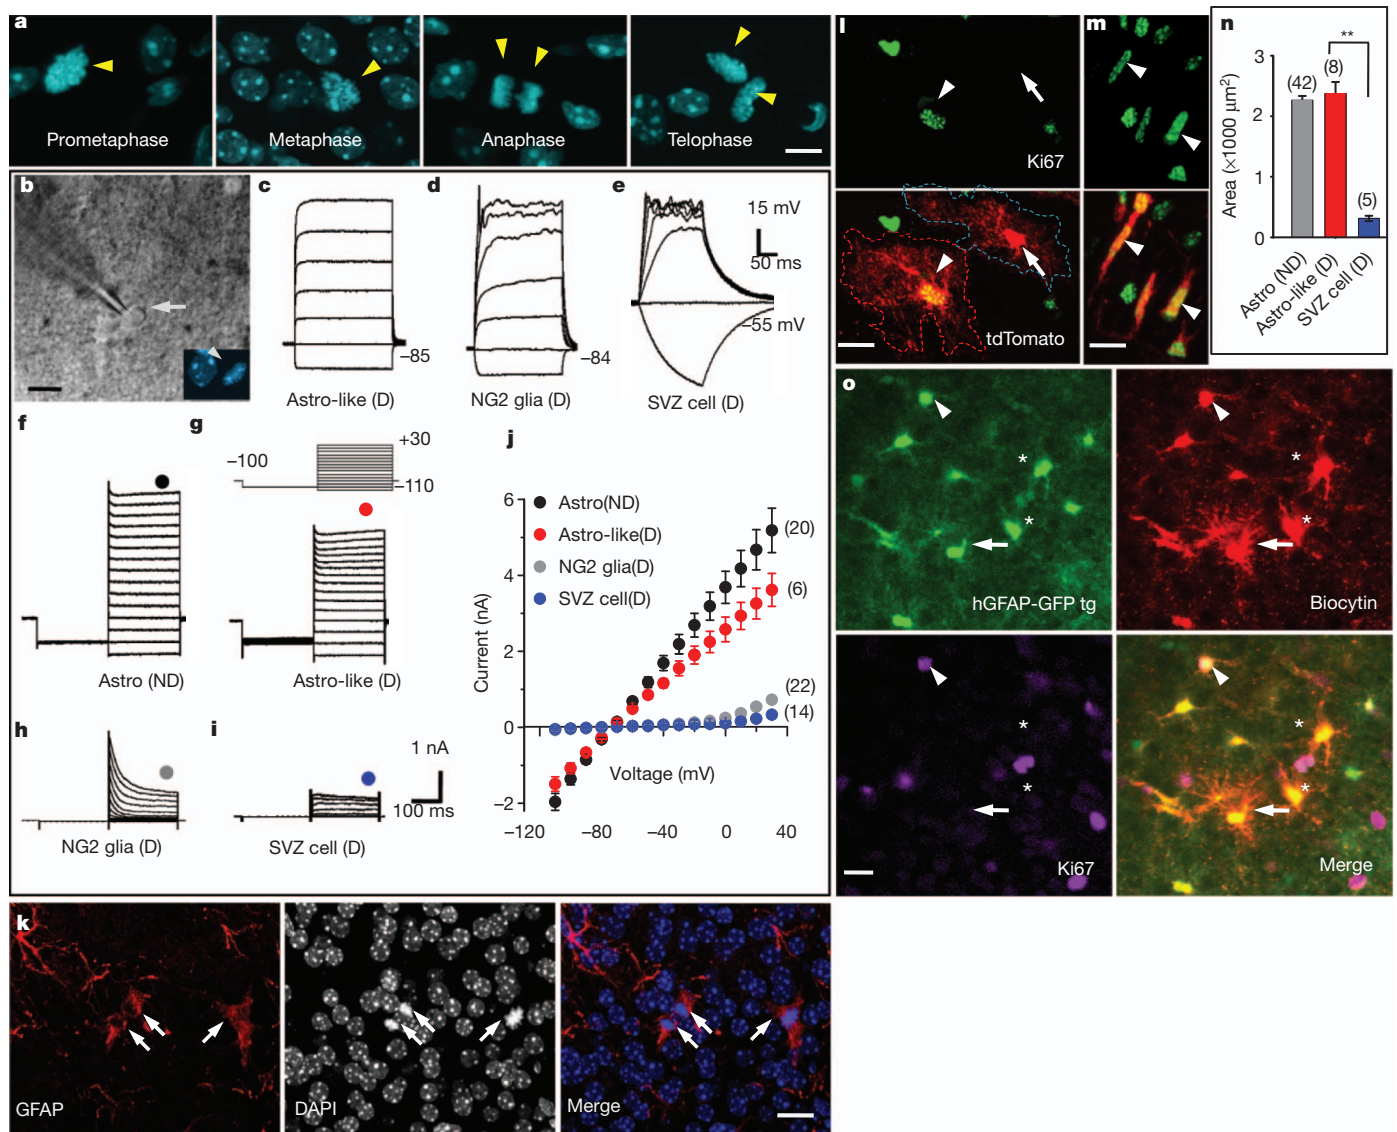 a
Prometaphase
Metaphase
Anaphase
Telophase
b
c
d
e
15 mV
50 ms
−55 mV
−85
−84
Astro-like (D)
NG2 glia (D)
SVZ cell (D)
f
g
−100
+30
−110
Astro (ND)
Astro-like (D)
h
i
1 nA
100 ms
NG2 glia (D)
SVZ cell (D)
j
Current (nA)
6
4
2
0
−2
Astro(ND)
Astro-like(D)
NG2 glia(D)
SVZ cell(D)
(20)
(6)
(22)
(14)
Voltage (mV)
−120
−80
−40
0
40
k
GFAP
DAPI
Merge
l
Ki67
tdTomato
m
n
**
Area (×1000 μm²)
3
2
1
0
(42)
(8)
(5)
Astro (ND)
Astro-like (D)
SVZ cell (D)
o
*
*
hGFAP-GFP tg
*
*
Biocytin
*
*
Ki67
*
*
Merge